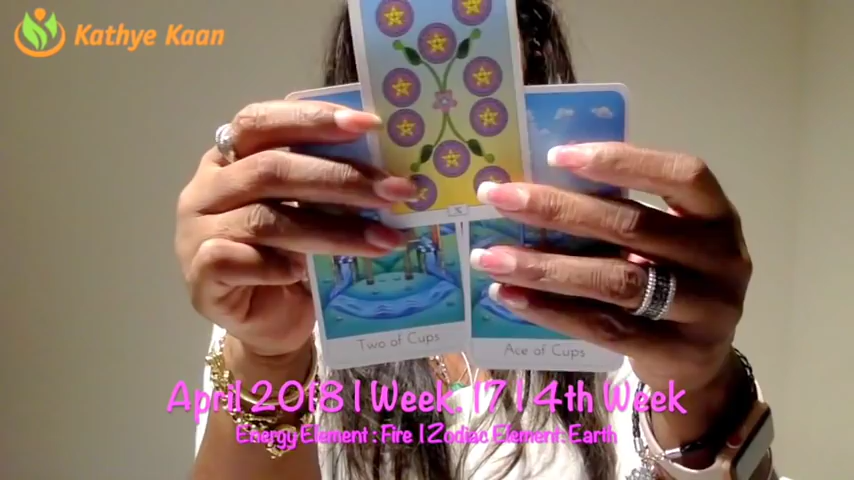 Kathye Kaan
X
Two of Cups
Ace of Cups
April 2018 | Week. 17 | 4th Week
Energy Element : Fire | Zodiac Element: Earth